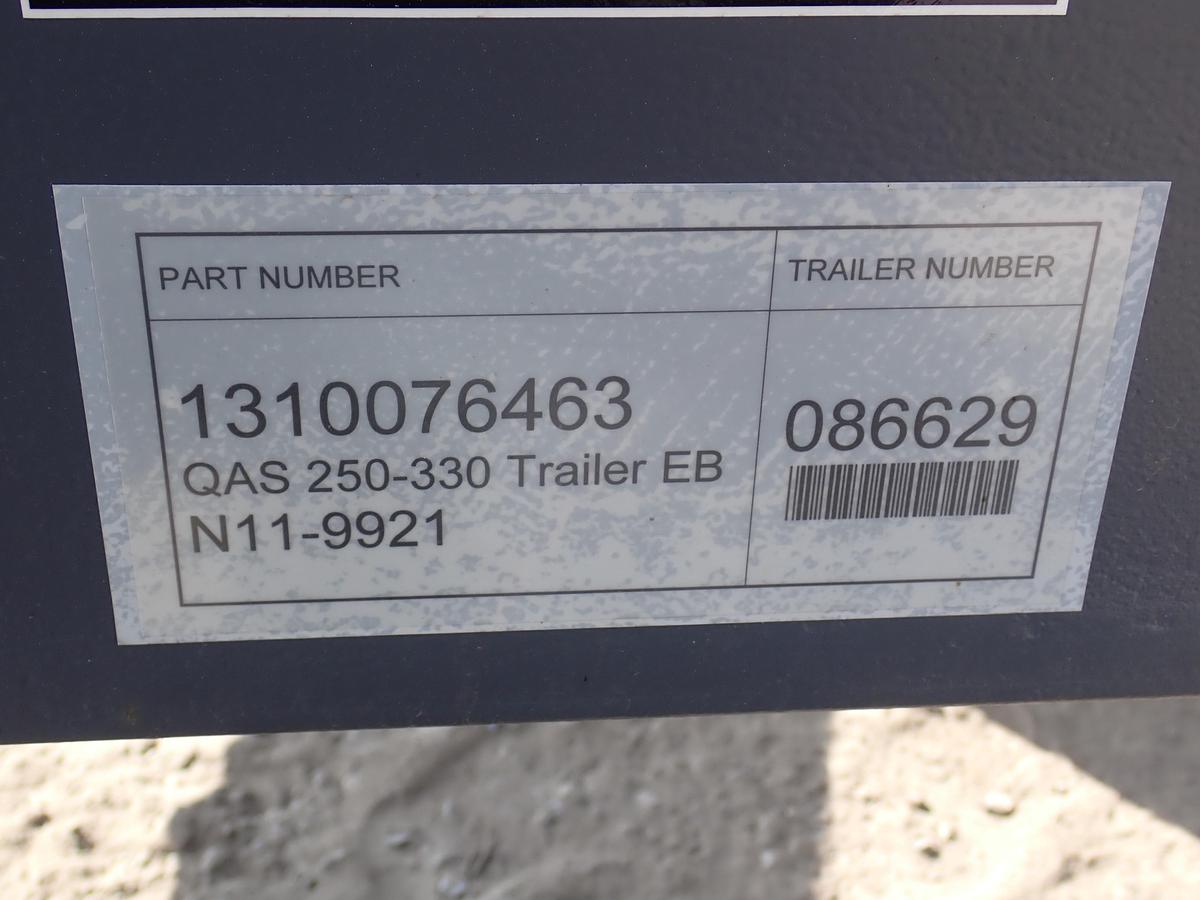 PART NUMBER
TRAILER NUMBER
1310076463
QAS 250-330 Trailer EB
N11-9921
086629